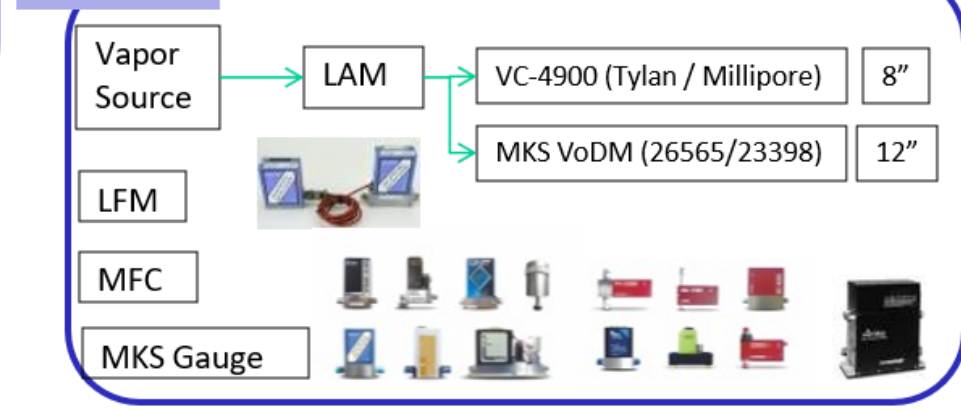 Vapor
Source
LAM
VC-4900 (Tylan / Millipore)
8”
MKS VoDM (26565/23398)
12”
LFM
MFC
MKS Gauge